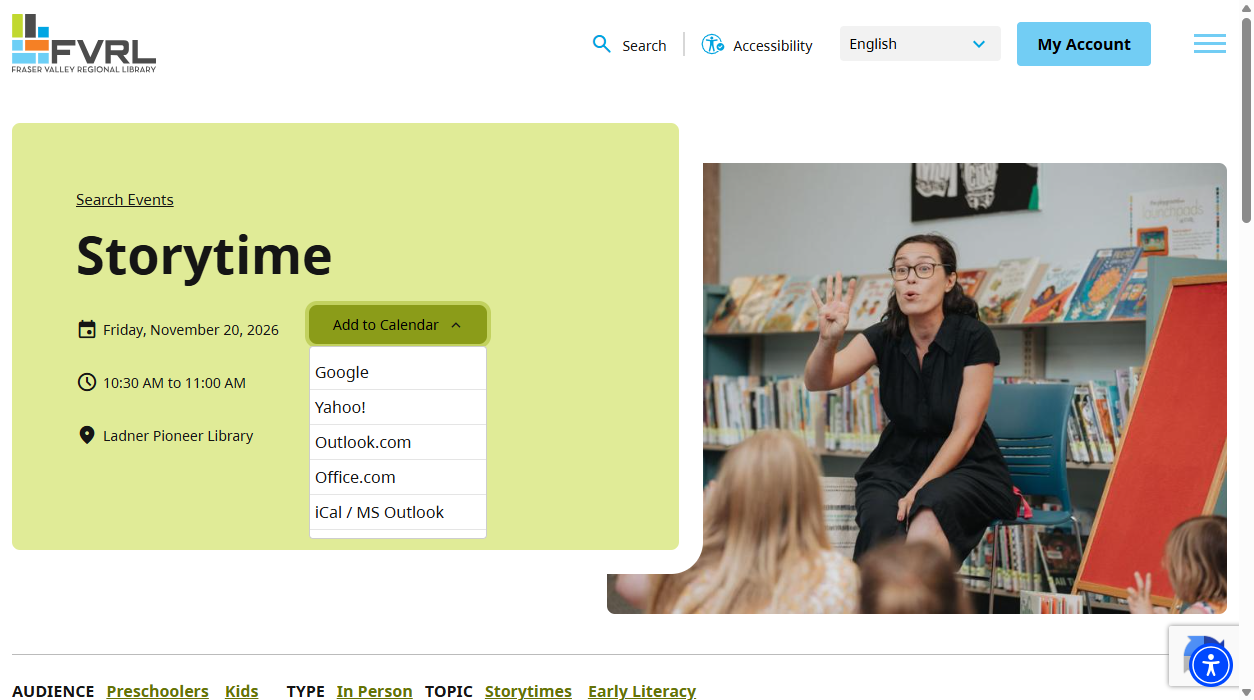 FVRL
FRASER VALLEY REGIONAL LIBRARY
Search
Accessibility
English
My Account
Search Events
Storytime
Friday, November 20, 2026
Add to Calendar
10:30 AM to 11:00 AM
Ladner Pioneer Library
Google
Yahoo!
Outlook.com
Office.com
iCal / MS Outlook
launchpads
AUDIENCE Preschoolers Kids TYPE In Person TOPIC Storytimes Early Literacy